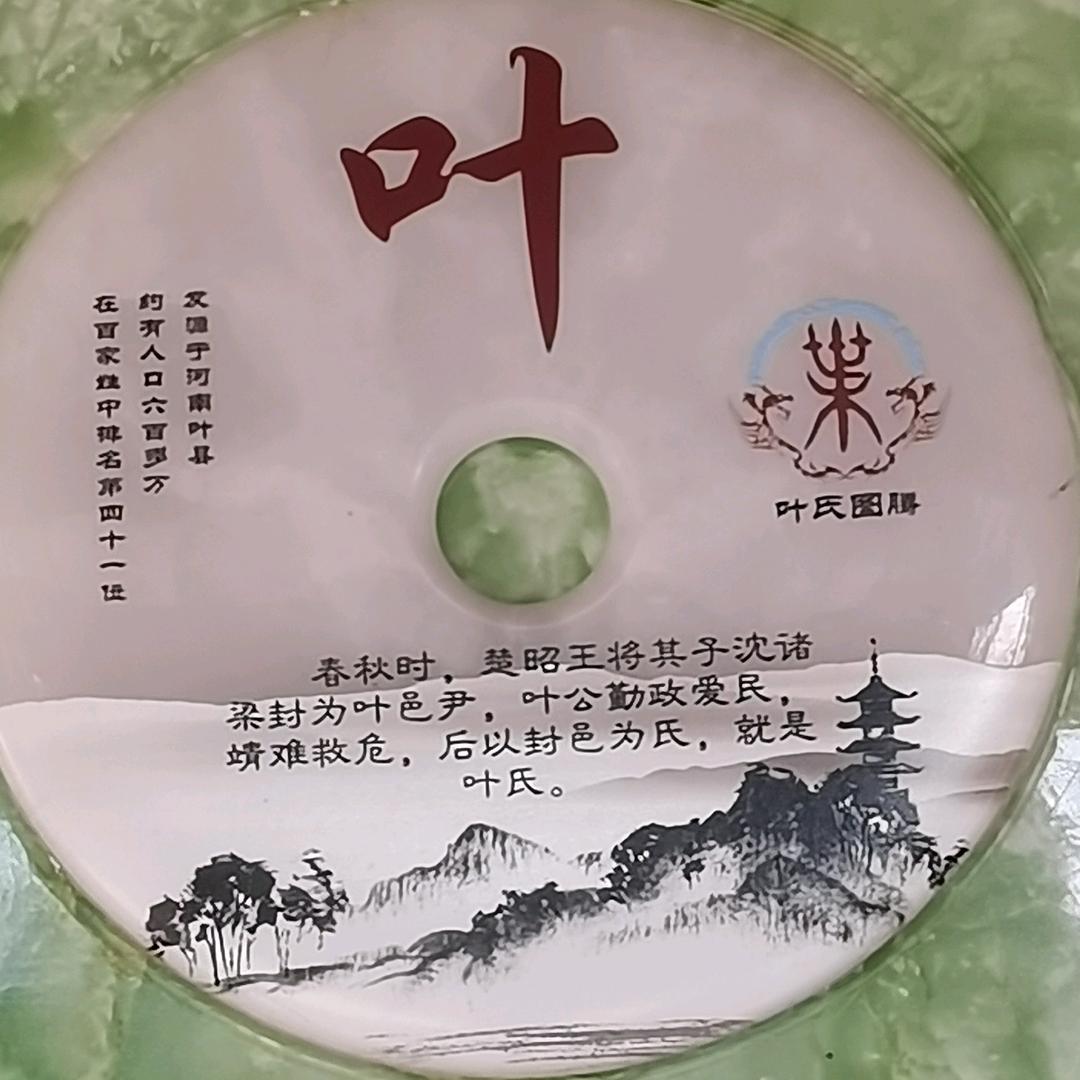 叶
发源于河南叶县
约有人口六百多万
在百家姓中排名第四十一位
叶氏图腾
春秋时，楚昭王将其子沈诸
梁封为叶邑尹，叶公勤政爱民，
靖难救危，后以封邑为氏，就是
叶氏。